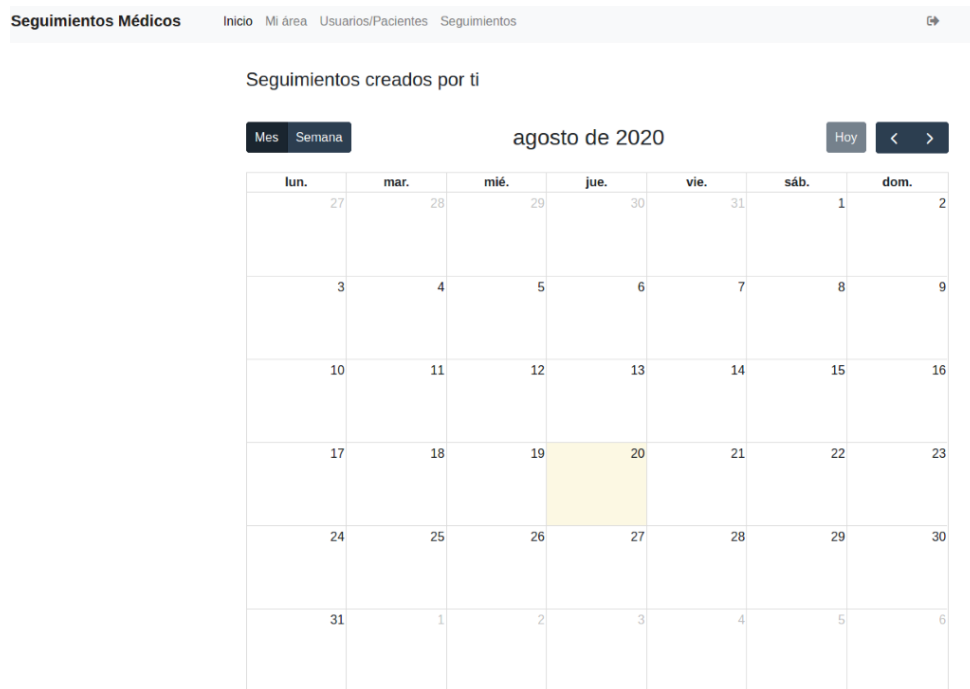 Seguimientos Médicos Inicio Mi área Usuarios/Pacientes Seguimientos
Seguimientos creados por ti
Mes Semana agosto de 2020 Hoy
lun. mar. mié. jue. vie. sáb. dom.
27 28 29 30 31 1 2
3 4 5 6 7 8 9
10 11 12 13 14 15 16
17 18 19 20 21 22 23
24 25 26 27 28 29 30
31 1 2 3 4 5 6